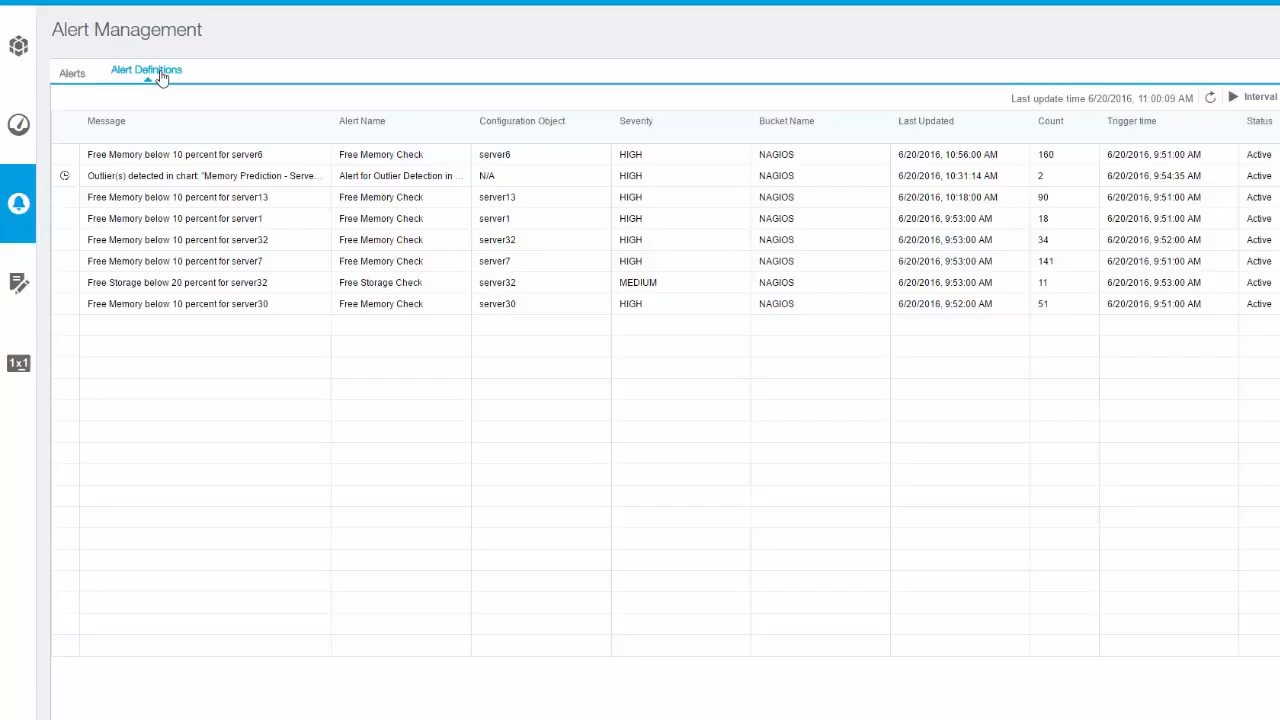 Alert Management
Alerts Alert Definitions
Last update time 6/20/2016, 11:00:09 AM Interval
Message Alert Name Configuration Object Severity Bucket Name Last Updated Count Trigger time Status
Free Memory below 10 percent for server6 Free Memory Check server6 HIGH NAGIOS 6/20/2016, 10:56:00 AM 160 6/20/2016, 9:51:00 AM Active
Outlier(s) detected in chart: "Memory Prediction - Serve... Alert for Outlier Detection in ... N/A HIGH NAGIOS 6/20/2016, 10:31:14 AM 2 6/20/2016, 9:54:35 AM Active
Free Memory below 10 percent for server13 Free Memory Check server13 HIGH NAGIOS 6/20/2016, 10:18:00 AM 90 6/20/2016, 9:51:00 AM Active
Free Memory below 10 percent for server1 Free Memory Check server1 HIGH NAGIOS 6/20/2016, 9:53:00 AM 18 6/20/2016, 9:51:00 AM Active
Free Memory below 10 percent for server32 Free Memory Check server32 HIGH NAGIOS 6/20/2016, 9:53:00 AM 34 6/20/2016, 9:52:00 AM Active
Free Memory below 10 percent for server7 Free Memory Check server7 HIGH NAGIOS 6/20/2016, 9:53:00 AM 141 6/20/2016, 9:51:00 AM Active
Free Storage below 20 percent for server32 Free Storage Check server32 MEDIUM NAGIOS 6/20/2016, 9:53:00 AM 11 6/20/2016, 9:53:00 AM Active
Free Memory below 10 percent for server30 Free Memory Check server30 HIGH NAGIOS 6/20/2016, 9:52:00 AM 51 6/20/2016, 9:51:00 AM Active
1x1